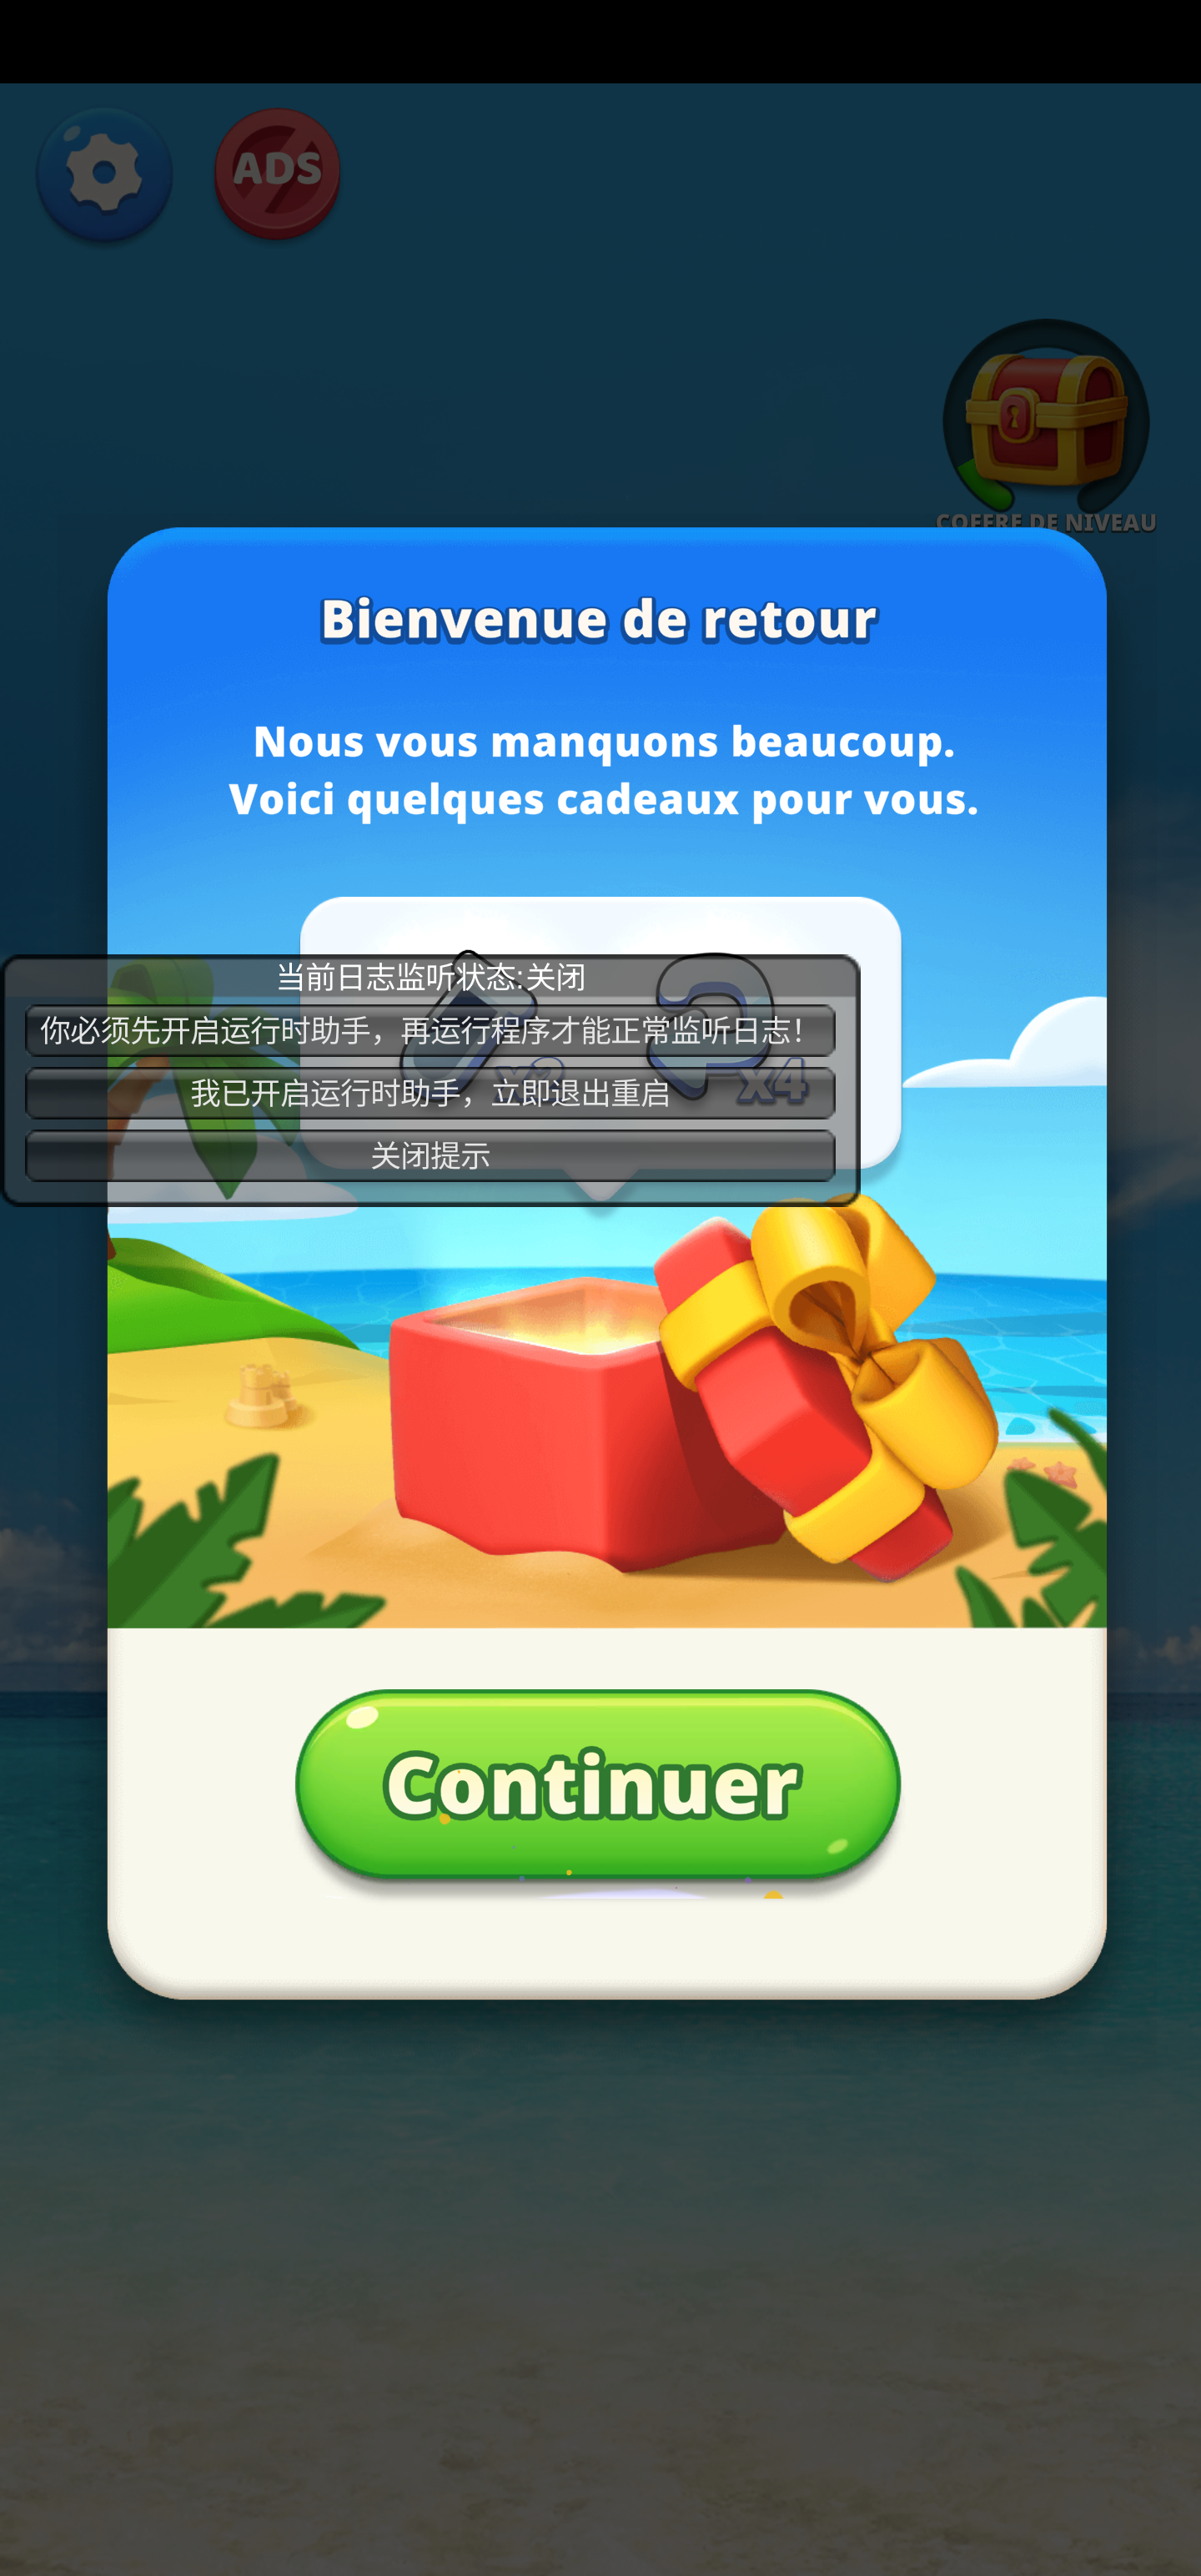 ADS
COFFRE DE NIVEAU
Bienvenue de retour
Nous vous manquons beaucoup.
Voici quelques cadeaux pour vous.
当前日志监听状态:关闭
你必须先开启运行时助手，再运行程序才能正常监听日志！
x2
x4
我已开启运行时助手，立即退出重启
关闭提示
Continuer